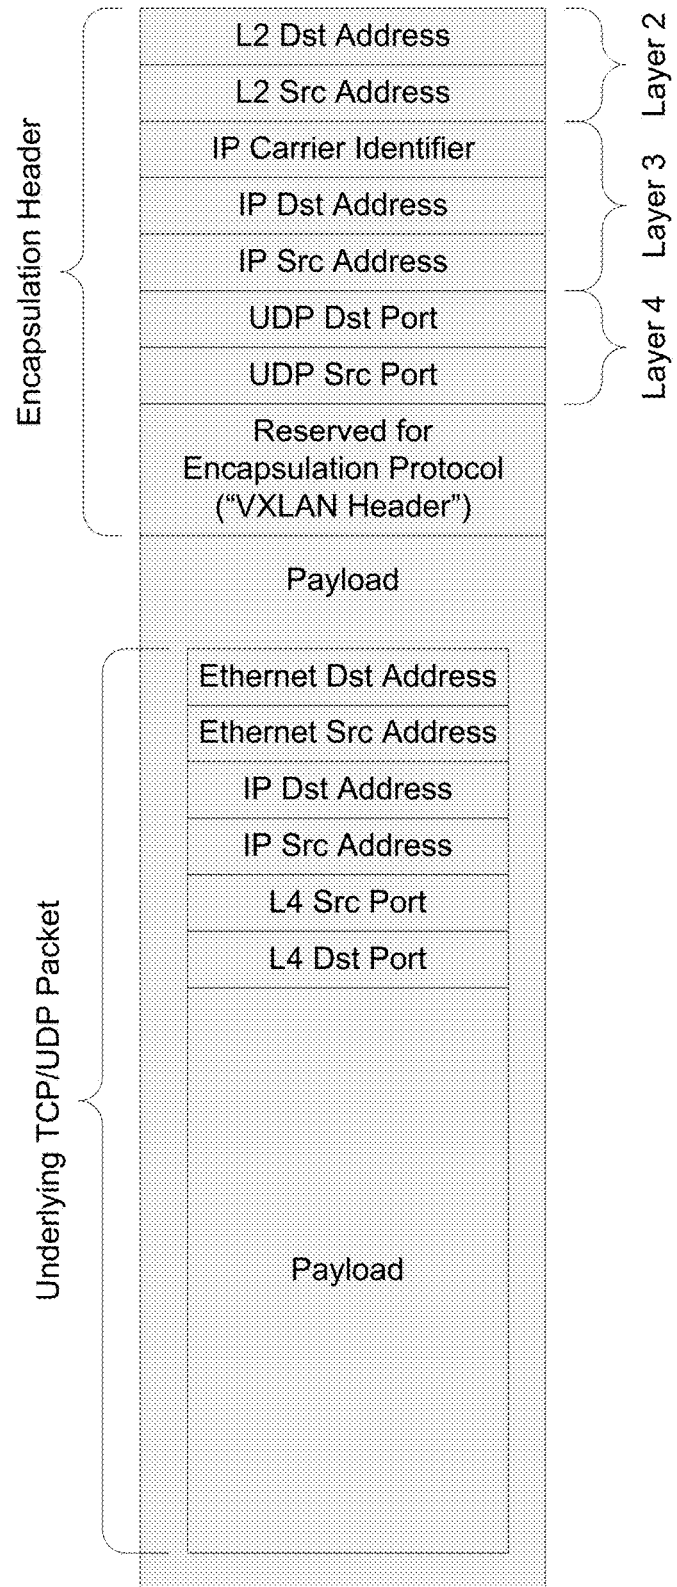 L2 Dst Address
L2 Src Address
IP Carrier Identifier
IP Dst Address
IP Src Address
UDP Dst Port
UDP Src Port
Reserved for
Encapsulation Protocol
(“VXLAN Header”)
Payload
Ethernet Dst Address
Ethernet Src Address
IP Dst Address
IP Src Address
L4 Src Port
L4 Dst Port
Payload
Encapsulation Header
Underlying TCP/UDP Packet
Layer 2
Layer 3
Layer 4